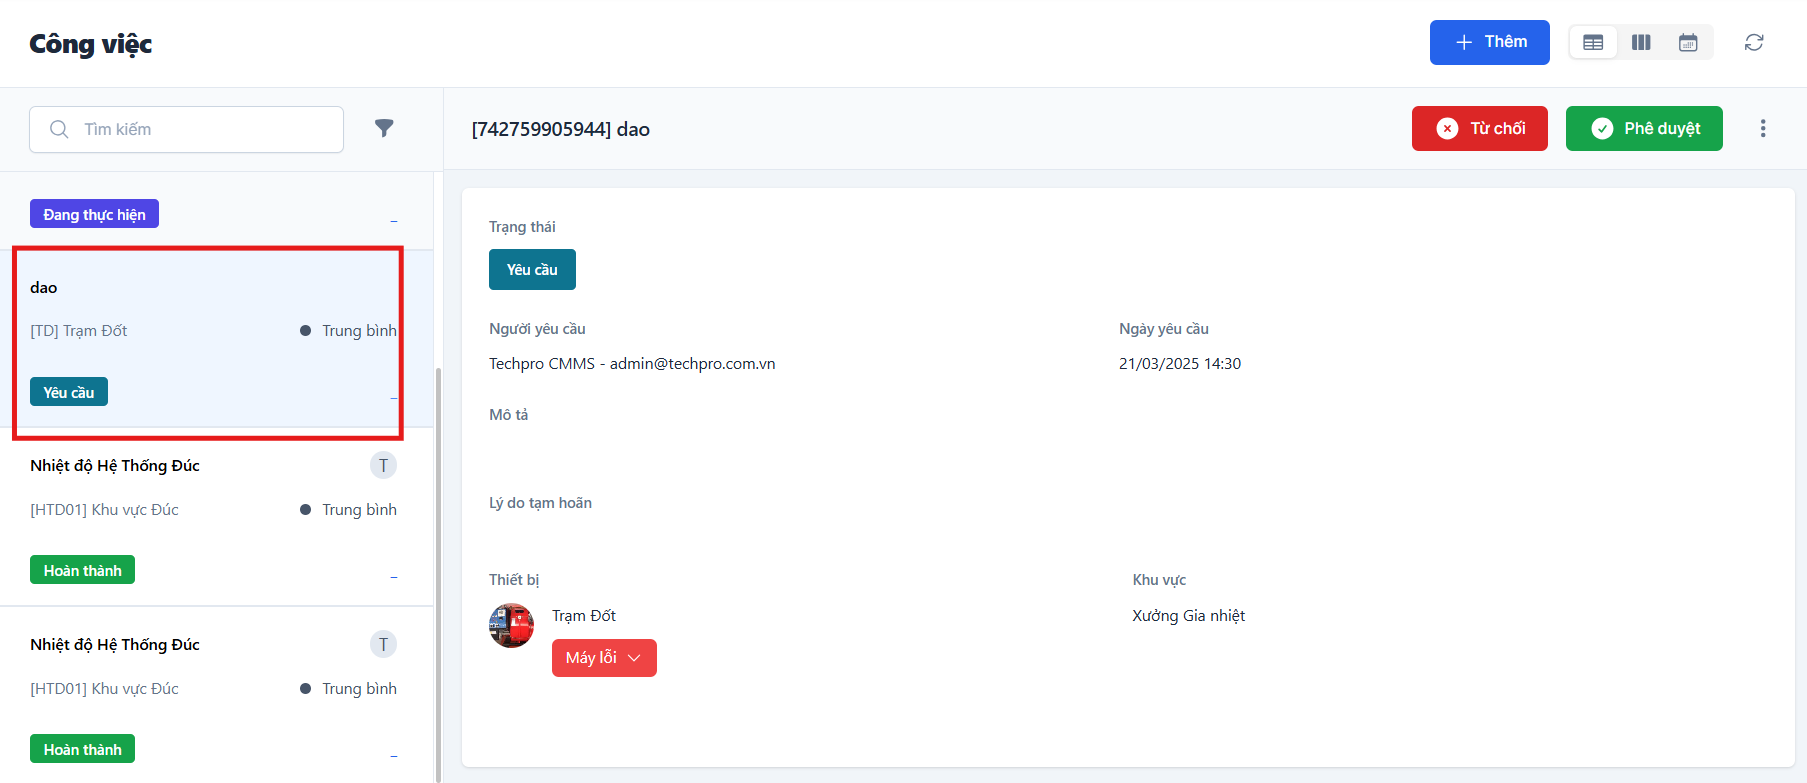 Công việc
Thêm
Tìm kiếm
[742759905944] dao
Từ chối
Phê duyệt
Đang thực hiện
_
dao
[TD] Trạm Đốt
Trung bình
Yêu cầu
_
Nhiệt độ Hệ Thống Đúc
T
[HTD01] Khu vực Đúc
Trung bình
Hoàn thành
_
Nhiệt độ Hệ Thống Đúc
T
[HTD01] Khu vực Đúc
Trung bình
Hoàn thành
_
Trạng thái
Yêu cầu
Người yêu cầu
Ngày yêu cầu
Techpro CMMS - admin@techpro.com.vn
21/03/2025 14:30
Mô tả
Lý do tạm hoãn
Thiết bị
Khu vực
Trạm Đốt
Xưởng Gia nhiệt
Máy lỗi